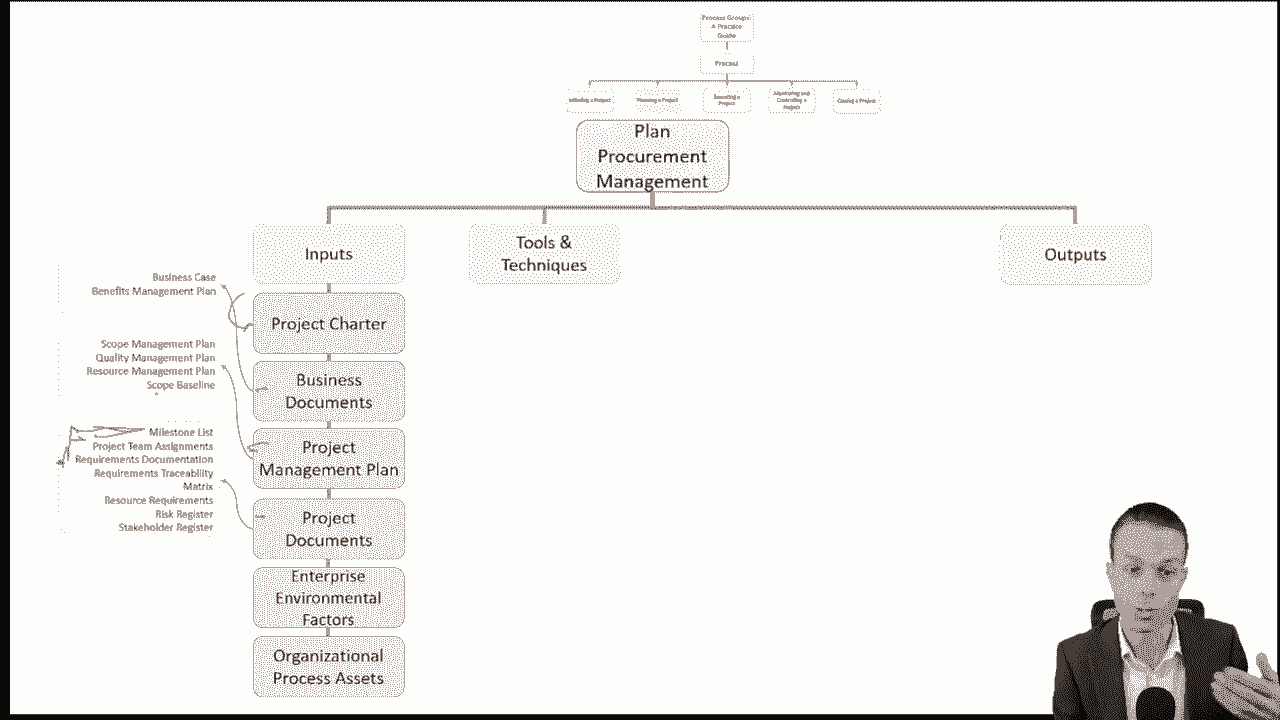 Process Groups:
A Practice
Guide
Process
Initiating a Project
Planning a Project
Executing a
Project
Monitoring and
Controlling a
Project
Closing a Project
Plan
Procurement
Management
Inputs
Tools &
Techniques
Outputs
Business Case
Benefits Management Plan
Project Charter
Scope Management Plan
Quality Management Plan
Resource Management Plan
Scope Baseline
Business
Documents
Milestone List
Project Team Assignments
Requirements Documentation
Requirements Traceability
Matrix
Resource Requirements
Risk Register
Stakeholder Register
Project
Management Plan
Project
Documents
Enterprise
Environmental
Factors
Organizational
Process Assets